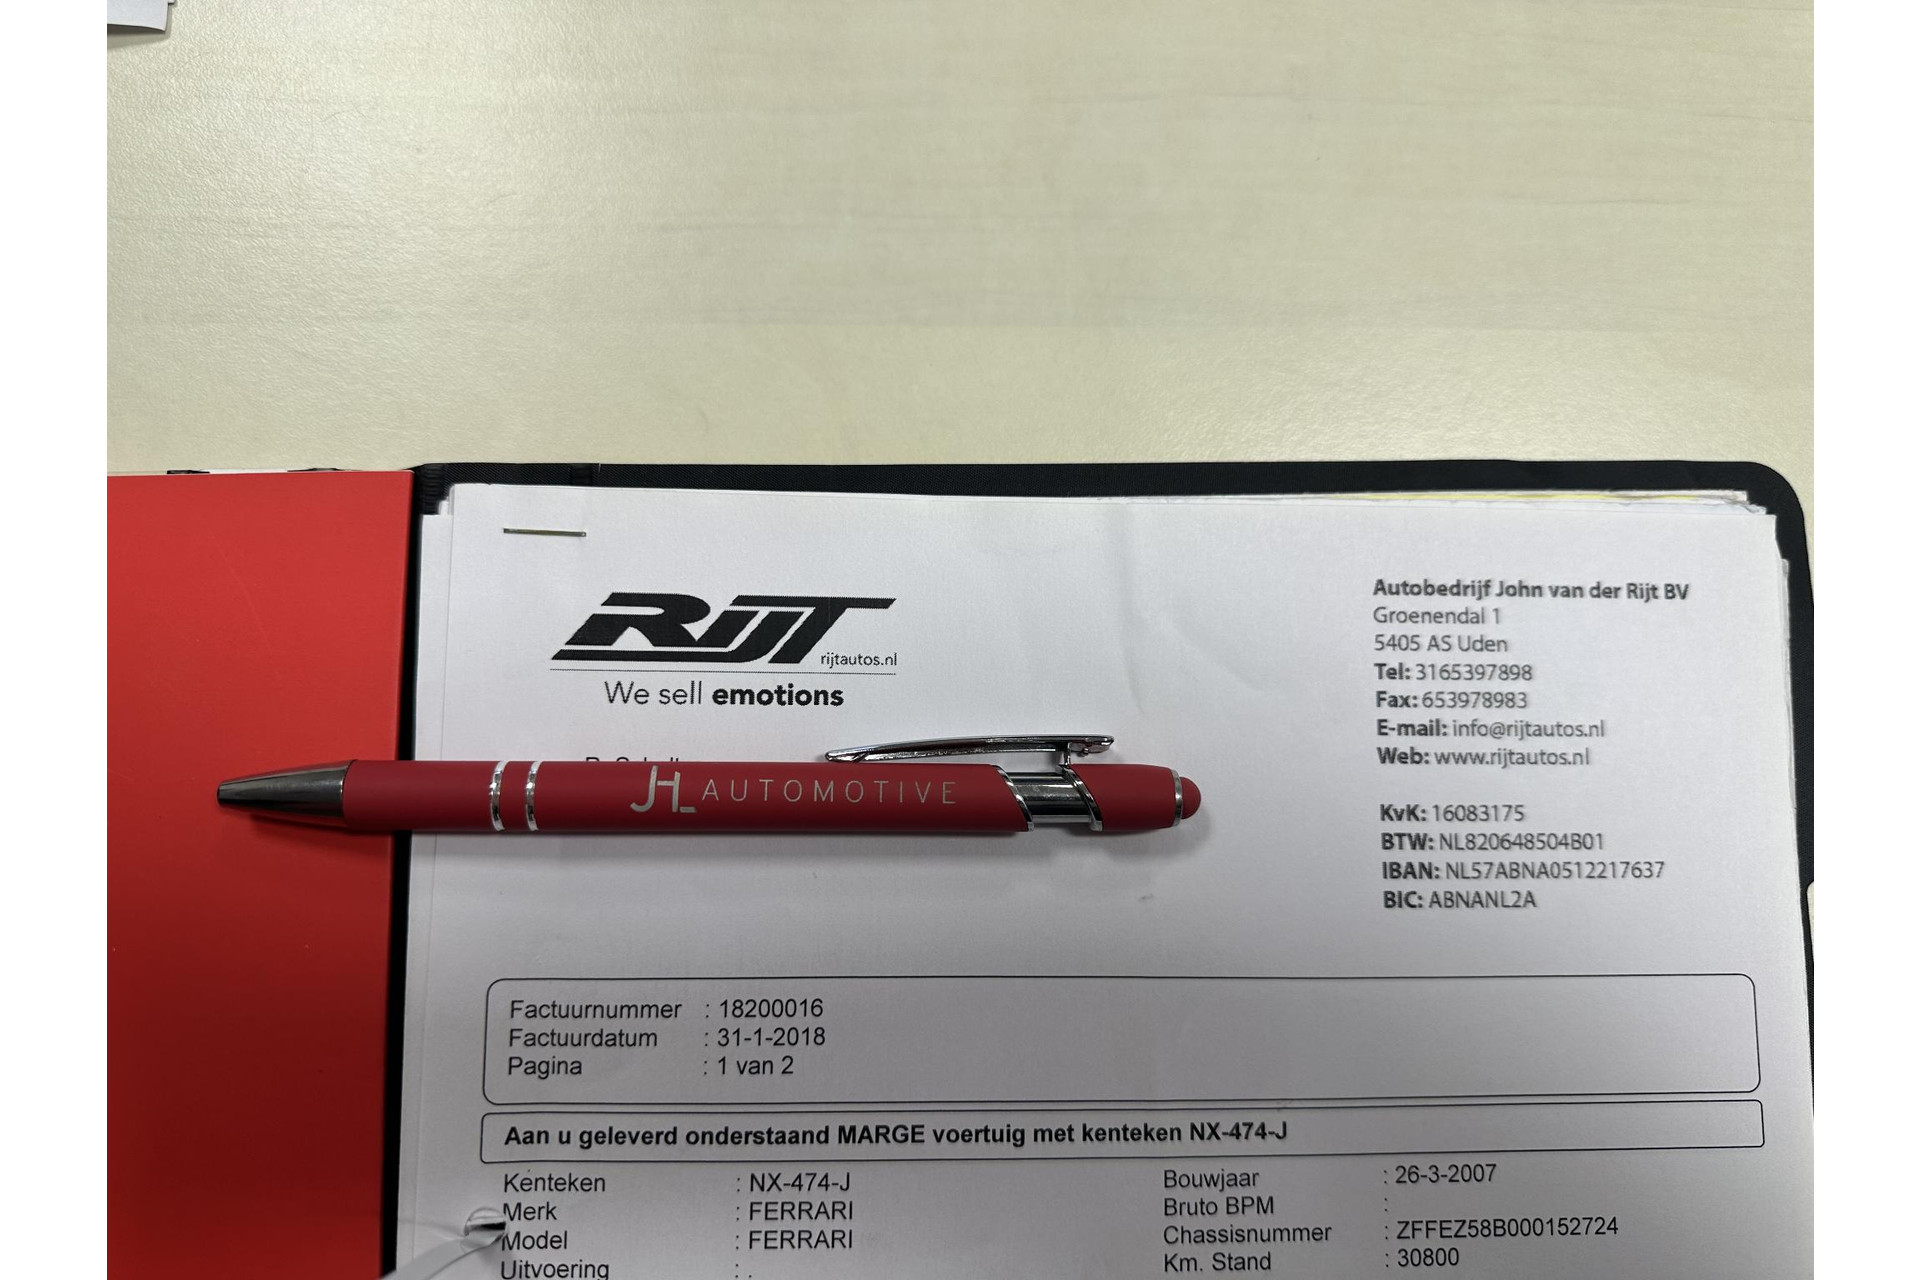 RIJT
rijtautos.nl
We sell emotions
Autobedrijf John van der Rijt BV
Groenendal 1
5405 AS Uden
Tel: 3165397898
Fax: 653978983
E-mail: info@rijtautos.nl
Web: www.rijtautos.nl
JHL AUTOMOTIVE
KvK: 16083175
BTW: NL820648504B01
IBAN: NL57ABNA0512217637
BIC: ABNANL2A
Factuurnummer : 18200016
Factuurdatum : 31-1-2018
Pagina : 1 van 2
Aan u geleverd onderstaand MARGE voertuig met kenteken NX-474-J
Kenteken : NX-474-J
Merk : FERRARI
Model : FERRARI
Uitvoering : .
Bouwjaar : 26-3-2007
Bruto BPM :
Chassisnummer : ZFFEZ58B000152724
Km. Stand : 30800